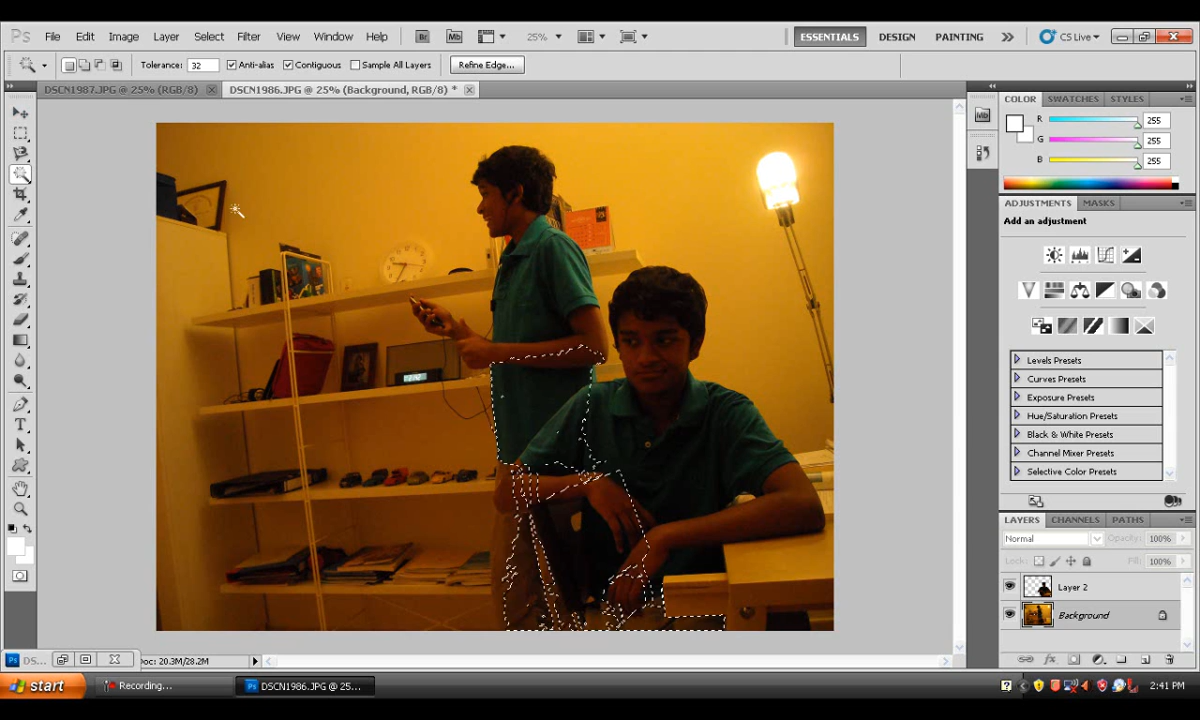 Ps File Edit Image Layer Select Filter View Window Help Br Mb 25% ESSENTIALS DESIGN PAINTING CS Live
Tolerance: 32 Anti-alias Contiguous Sample All Layers Refine Edge...
DSCN1987.JPG @ 25% (RGB/8) DSCN1986.JPG @ 25% (Background, RGB/8) *
COLOR SWATCHES STYLES
Mb
R 255
G 255
B 255
ADJUSTMENTS MASKS
Add an adjustment
Levels Presets
Curves Presets
Exposure Presets
Hue/Saturation Presets
Black & White Presets
Channel Mixer Presets
Selective Color Presets
LAYERS CHANNELS PATHS
Normal Opacity: 100%
Lock: Fill: 100%
Layer 2
Background
Ps DS... Doc: 20.3M/28.2M
start Recording... Ps DSCN1986.JPG @ 25... 2:41 PM